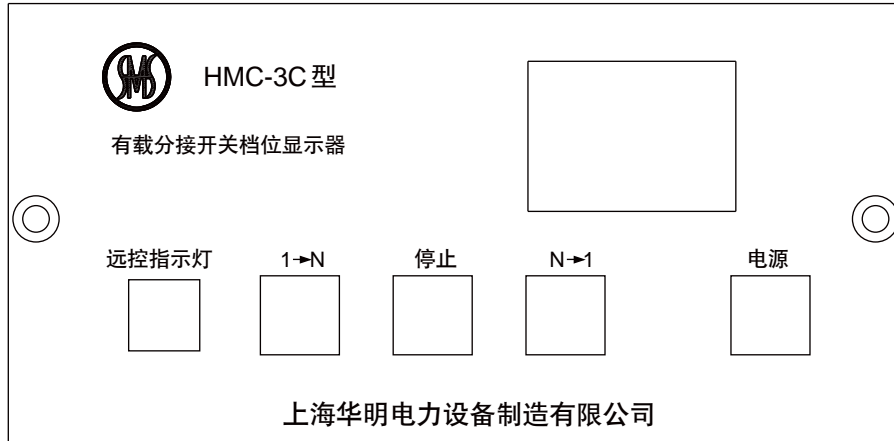 SMS
HMC-3C型
有载分接开关档位显示器
远控指示灯 1→N 停止 N→1 电源
上海华明电力设备制造有限公司